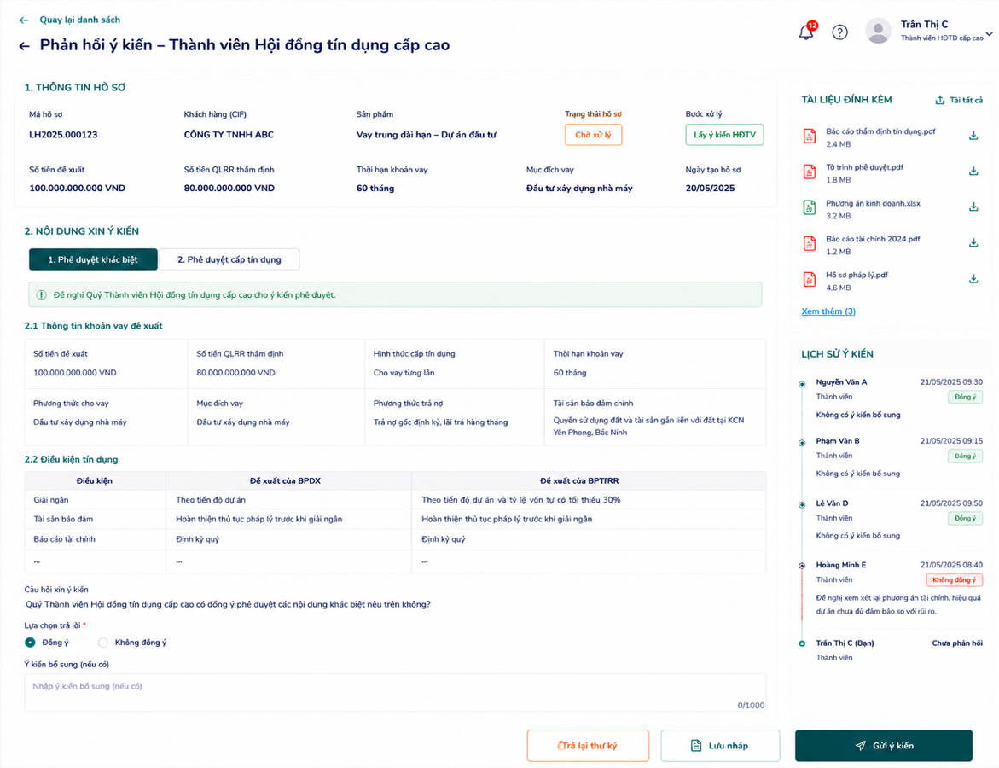 Quay lại danh sách
Phản hồi ý kiến – Thành viên Hội đồng tín dụng cấp cao
12
Trần Thị C
Thành viên HĐTD cấp cao
1. THÔNG TIN HỒ SƠ
Mã hồ sơ
Khách hàng (CIF)
Sản phẩm
Trạng thái hồ sơ
Bước xử lý
LH2025.000123
CÔNG TY TNHH ABC
Vay trung dài hạn – Dự án đầu tư
Chờ xử lý
Lấy ý kiến HĐTV
Số tiền đề xuất
Số tiền QLRR thẩm định
Thời hạn khoản vay
Mục đích vay
Ngày tạo hồ sơ
100.000.000.000 VND
80.000.000.000 VND
60 tháng
Đầu tư xây dựng nhà máy
20/05/2025
2. NỘI DUNG XIN Ý KIẾN
1. Phê duyệt khác biệt
2. Phê duyệt cấp tín dụng
Đề nghị Quý Thành viên Hội đồng tín dụng cấp cao cho ý kiến phê duyệt.
2.1 Thông tin khoản vay đề xuất
Số tiền đề xuất
Số tiền QLRR thẩm định
Hình thức cấp tín dụng
Thời hạn khoản vay
100.000.000.000 VND
80.000.000.000 VND
Cho vay từng lần
60 tháng
Phương thức cho vay
Mục đích vay
Phương thức trả nợ
Tài sản bảo đảm chính
Đầu tư xây dựng nhà máy
Đầu tư xây dựng nhà máy
Trả nợ gốc định kỳ, lãi trả hàng tháng
Quyền sử dụng đất và tài sản gắn liền với đất tại KCN
Yên Phong, Bắc Ninh
2.2 Điều kiện tín dụng
Điều kiện
Đề xuất của BPDX
Đề xuất của BPTĩRR
Giải ngân
Theo tiến độ dự án
Theo tiến độ dự án và tỷ lệ vốn tự có tối thiểu 30%
Tài sản bảo đảm
Hoàn thiện thủ tục pháp lý trước khi giải ngân
Hoàn thiện thủ tục pháp lý trước khi giải ngân
Báo cáo tài chính
Định kỳ quý
Định kỳ quý
...
...
...
Câu hỏi xin ý kiến
Quý Thành viên Hội đồng tín dụng cấp cao có đồng ý phê duyệt các nội dung khác biệt nêu trên không?
Lựa chọn trả lời *
Đồng ý
Không đồng ý
Ý kiến bổ sung (nếu có)
Nhập ý kiến bổ sung (nếu có)
0/1000
Trả lại thư ký
Lưu nháp
Gửi ý kiến
TÀI LIỆU ĐÍNH KÈM
Tải tất cả
Báo cáo thẩm định tín dụng.pdf
2.4 MB
Tờ trình phê duyệt.pdf
1.8 MB
Phương án kinh doanh.xlsx
3.2 MB
Báo cáo tài chính 2024.pdf
1.2 MB
Hồ sơ pháp lý.pdf
4.6 MB
Xem thêm (3)
LỊCH SỬ Ý KIẾN
Nguyễn Văn A
21/05/2025 09:30
Thành viên
Đồng ý
Không có ý kiến bổ sung
Phạm Văn B
21/05/2025 09:15
Thành viên
Đồng ý
Không có ý kiến bổ sung
Lê Văn D
21/05/2025 09:50
Thành viên
Đồng ý
Không có ý kiến bổ sung
Hoàng Minh E
21/05/2025 08:40
Thành viên
Không đồng ý
Đề nghị xem xét lại phương án tài chính, hiệu quả
dự án chưa đủ đảm bảo so với rủi ro.
Trần Thị C (Bạn)
Chưa phản hồi
Thành viên